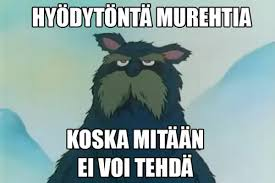 HYÖDYTÖNTÄ MUREHTIA
KOSKA MITÄÄN
EI VOI TEHDÄ